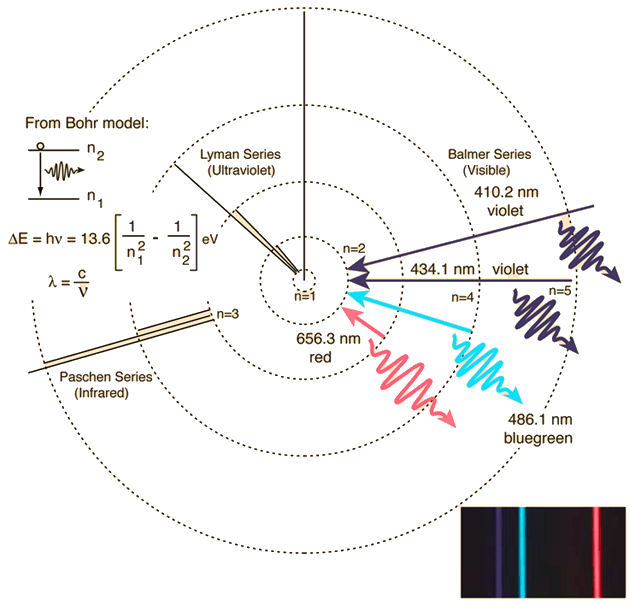 From Bohr model:
n2
n1
ΔE = hν = 13.6 [ 1/n1² - 1/n2² ] eV
λ = c/ν
Lyman Series
(Ultraviolet)
Balmer Series
(Visible)
410.2 nm
violet
n=2
434.1 nm violet
n=1
n=4
n=5
n=3
656.3 nm
red
Paschen Series
(Infrared)
486.1 nm
bluegreen